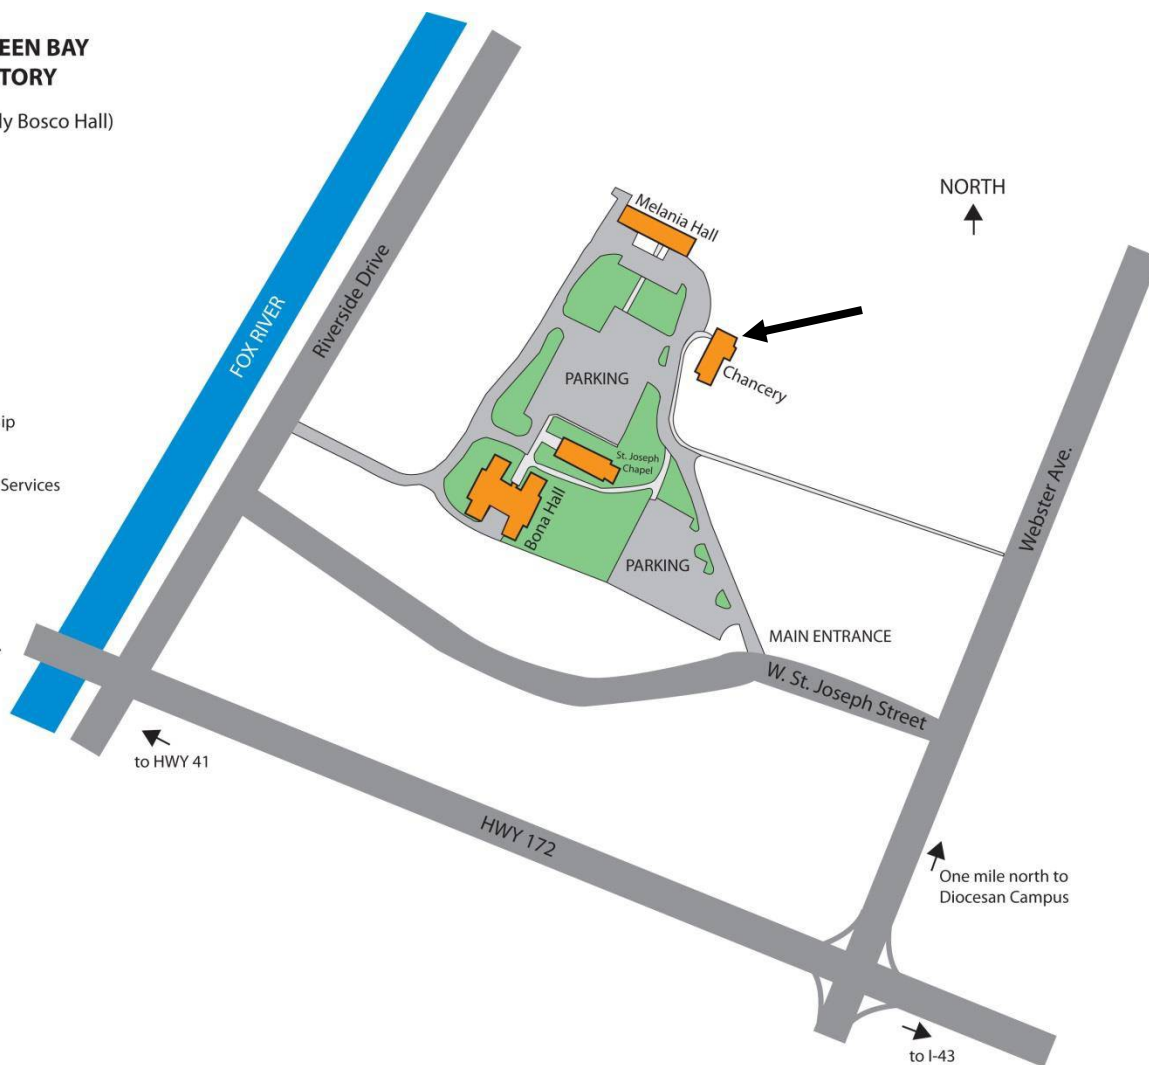 EEN BAY
TORY
ly Bosco Hall)
ip
Services
FOX RIVER
Riverside Drive
NORTH
Melania Hall
Chancery
PARKING
St. Joseph
Chapel
Bona Hall
PARKING
Webster Ave.
MAIN ENTRANCE
W. St. Joseph Street
to HWY 41
HWY 172
One mile north to
Diocesan Campus
to I-43